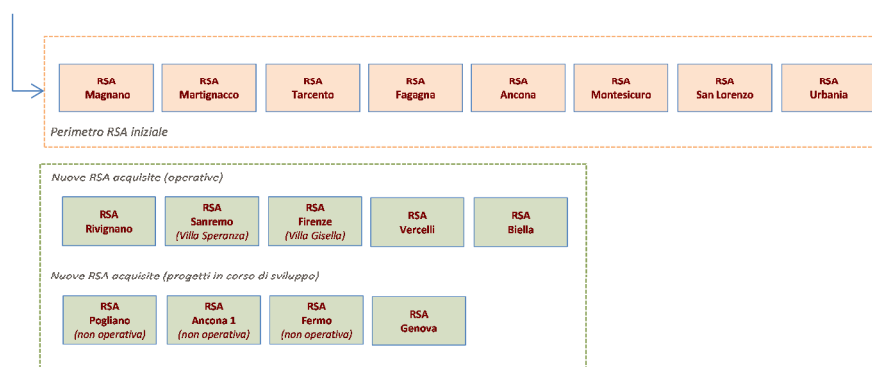 RSA
Magnano
RSA
Martignacco
RSA
Tarcento
RSA
Fagagna
RSA
Ancona
RSA
Montesicuro
RSA
San Lorenzo
RSA
Urbania
Perimetro RSA iniziale
Nuove RSA acquisite (operative)
RSA
Rivignano
RSA
Sanremo
(Villa Speranza)
RSA
Firenze
(Villa Gisella)
RSA
Vercelli
RSA
Biella
Nuove RSA acquisite (progetti in corso di sviluppo)
RSA
Pogliano
(non operativa)
RSA
Ancona 1
(non operativa)
RSA
Fermo
(non operativa)
RSA
Genova